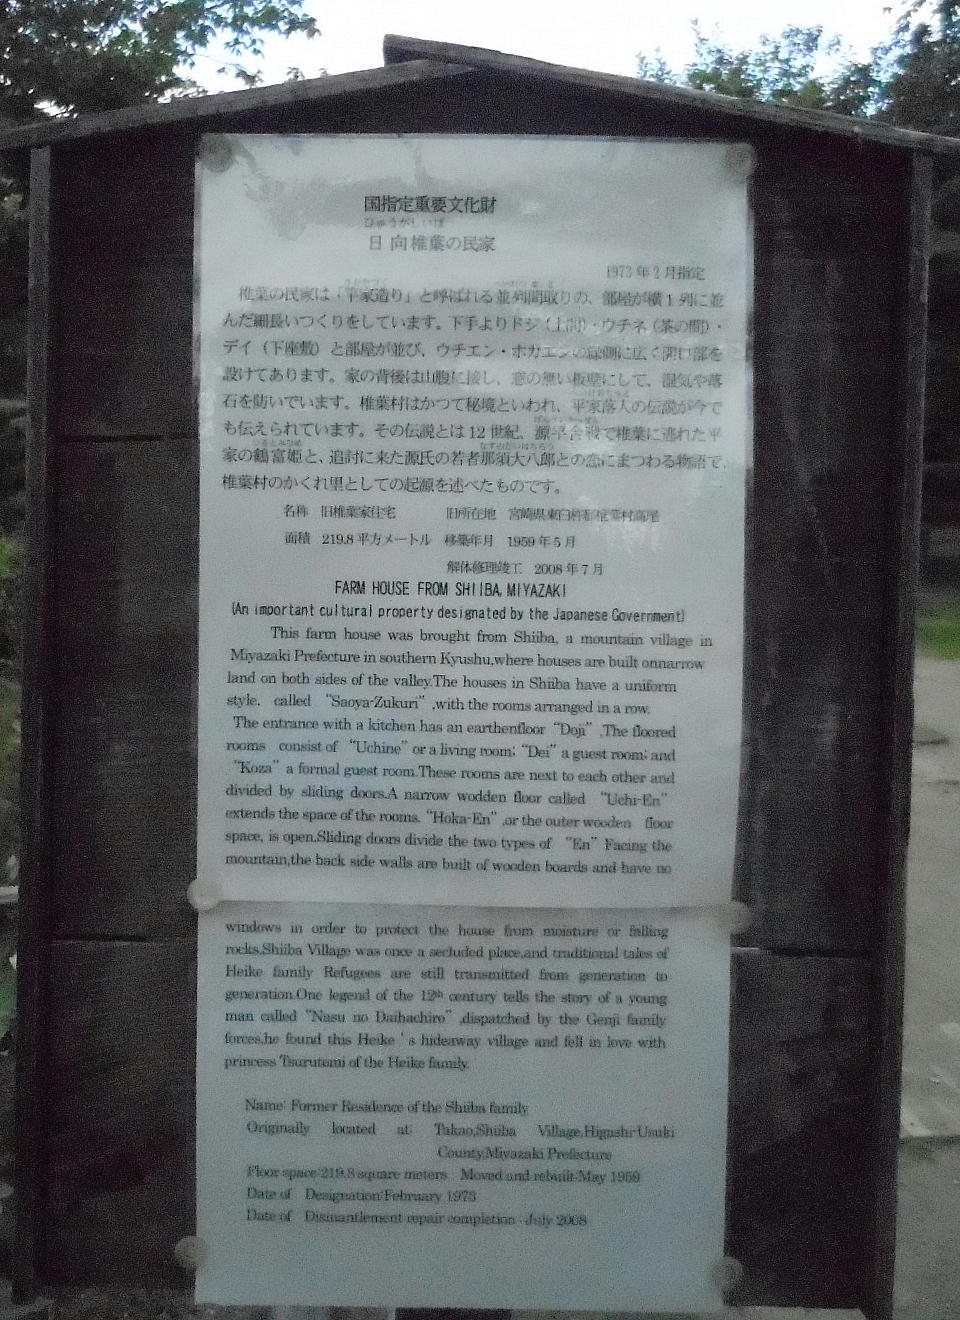 国指定重要文化財
ひゅうがしいば
日向椎葉の民家
1973年2月指定
椎葉の民家は「竿家造り」と呼ばれる並列間取りの、部屋が横1列に並
んだ細長いつくりをしています。下手よりドジ（土間）・ウチネ（茶の間）・
デイ（下座敷）と部屋が並び、ウチエン・ホカエンの縁側に広く開口部を
設けてあります。家の背後は山腹に接し、窓の無い板壁にして、湿気や落
石を防いでいます。椎葉村はかつて秘境といわれ、平家落人の伝説が今で
も伝えられています。その伝説とは12世紀、源平合戦で椎葉に逃れた平
家の鶴富姫と、追討に来た源氏の若者那須大八郎との恋にまつわる物語で、
椎葉村のかくれ里としての起源を述べたものです。
名称 旧椎葉家住宅 旧所在地 宮崎県東臼杵郡椎葉村高尾
面積 219.8平方メートル 移築年月 1959年5月
解体修理竣工 2008年7月
FARM HOUSE FROM SHIIBA, MIYAZAKI
(An important cultural property designated by the Japanese Government)
This farm house was brought from Shiiba, a mountain village in
Miyazaki Prefecture in southern Kyushu,where houses are built onnarrow
land on both sides of the valley.The houses in Shiiba have a uniform
style, called “Saoya-Zukuri” ,with the rooms arranged in a row.
The entrance with a kitchen has an earthenfloor “Doji” .The floored
rooms consist of “Uchine” or a living room; “Dei” a guest room; and
“Koza” a formal guest room.These rooms are next to each other and
divided by sliding doors.A narrow wodden floor called “Uchi-En”
extends the space of the rooms. “Hoka-En” ,or the outer wooden floor
space, is open.Sliding doors divide the two types of “En” Facing the
mountain,the back side walls are built of wooden boards and have no
windows in order to protect the house from moisture or falling
rocks.Shiiba Village was once a secluded place,and traditional tales of
Heike family Refugees are still transmitted from generation to
generation.One legend of the 12th century tells the story of a young
man called “Nasu no Daihachiro” ,dispatched by the Genji family
forces,he found this Heike ’s hideaway village and fell in love with
princess Tsurutomi of the Heike family.
Name: Former Residence of the Shiiba family
Originally located at: Takao,Shiiba Village,Higashi-Usuki
County,Miyazaki Prefecture
Floor space:219.8 square meters Moved and rebuilt:May 1959
Date of Designation:February 1973
Date of Dismantlement repair completion : July 2008